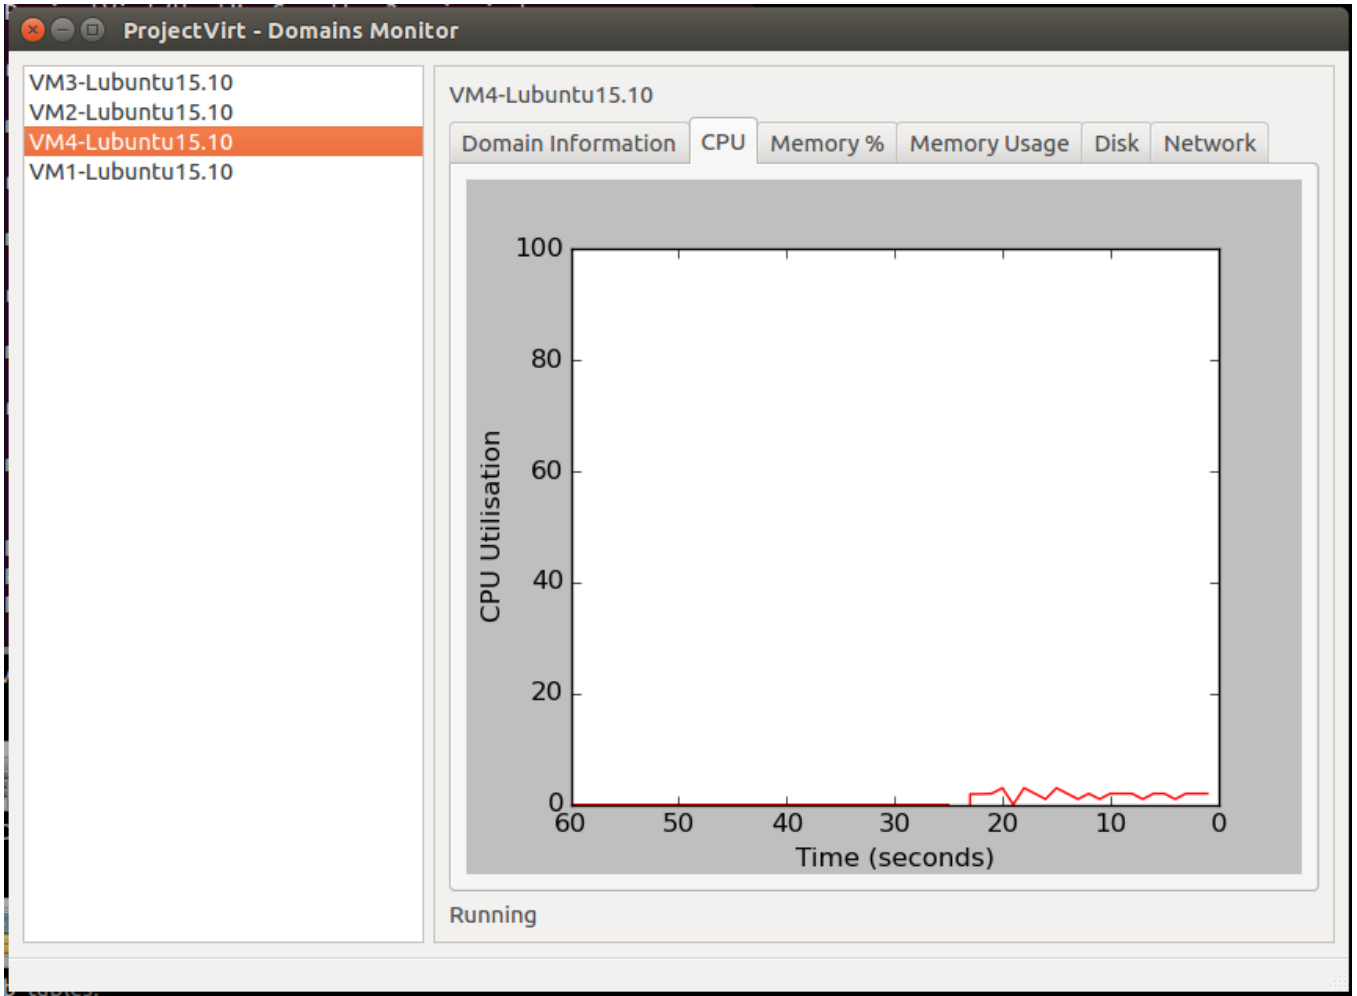 ProjectVirt - Domains Monitor
VM3-Lubuntu15.10
VM2-Lubuntu15.10
VM4-Lubuntu15.10
VM1-Lubuntu15.10
VM4-Lubuntu15.10
Domain Information CPU Memory % Memory Usage Disk Network
100
80
60
40
20
0
CPU Utilisation
60 50 40 30 20 10 0
Time (seconds)
Running